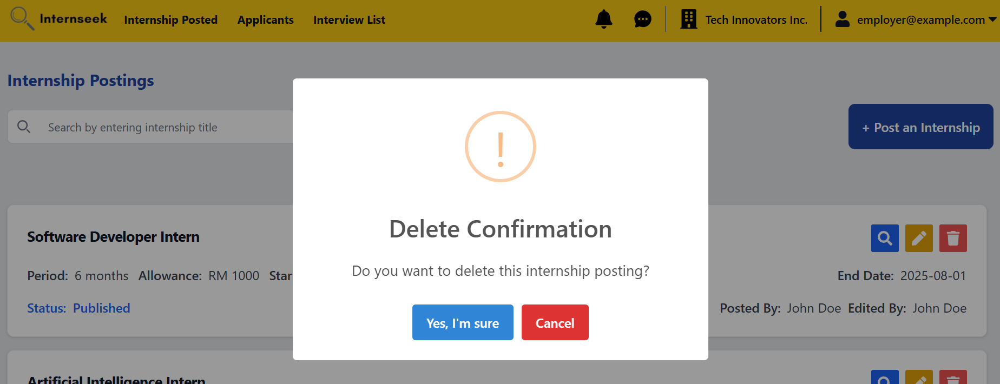 Internseek Internship Posted Applicants Interview List Tech Innovators Inc. employer@example.com
Internship Postings
Search by entering internship title
+ Post an Internship
!
Delete Confirmation
Do you want to delete this internship posting?
Yes, I'm sure Cancel
Software Developer Intern
Period: 6 months Allowance: RM 1000 Star End Date: 2025-08-01
Status: Published Posted By: John Doe Edited By: John Doe
Artificial Intelligence Intern